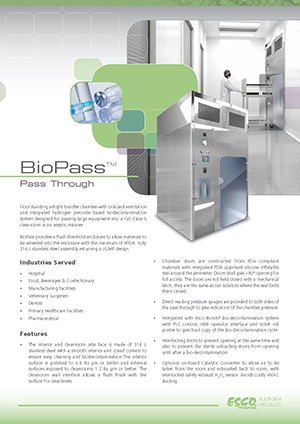 BioPass™
Pass Through
Floor standing airtight transfer chamber with onboard ventilation
and integrated hydrogen peroxide based biodecontamination
system designed for passing large equipment into a ISO Class 5
cleanroom in an aseptic manner.
BioPass provides a flush threshold enclosure to allow materials to
be wheeled into the enclosure with the minimum of effort. Fully
316 L stainless steel assembly returning a cGMP design.
Industries Served
• Hospital
• Food, Beverage & Confectionary
• Manufacturing Facilities
• Veterinary Surgeries
• Dentist
• Primary Healthcare Facilities
• Pharmaceutical
Features
• The interior and cleanroom side face is made of 316 L
stainless steel with a smooth interior and coved corners to
ensure easy cleaning and biodecontamination. The interior
surface is polished to 0.6 Ra µm or better and external
surfaces exposed to cleanrooms 1.2 Ra µm or better. The
cleanroom wall interface allows a flush finish with the
surface for cleanliness.
• Chamber doors are constructed from FDA compliant
materials with integrated FDA approved silicone inflatable
seal around the perimeter. Doors shall give >90° opening for
full access. The doors are not held closed with a mechanical
latch; they are the same as our isolators where the seal locks
them closed.
• Direct reading pressure gauges are provided to both sides of
the pass through to give indication of the chamber pressure.
• Integrated with Esco BioVAP bio-decontamination system
with PLC control, HMI operator interface and ticket roll
printer to give hard copy of the bio-decontamination cycle.
• Interlocking doors to prevent opening at the same time and
also to prevent the sterile unloading doors from opening
until after a bio-decontamination.
• Optional on-board Catalytic Converter to allow air to be
taken from the room and exhausted back to room, with
interlocked safety exhaust H₂O₂ sensor. Avoids costly HVAC
ducting.
ESCO
PHARMA
PLATFORM
PRODUCT